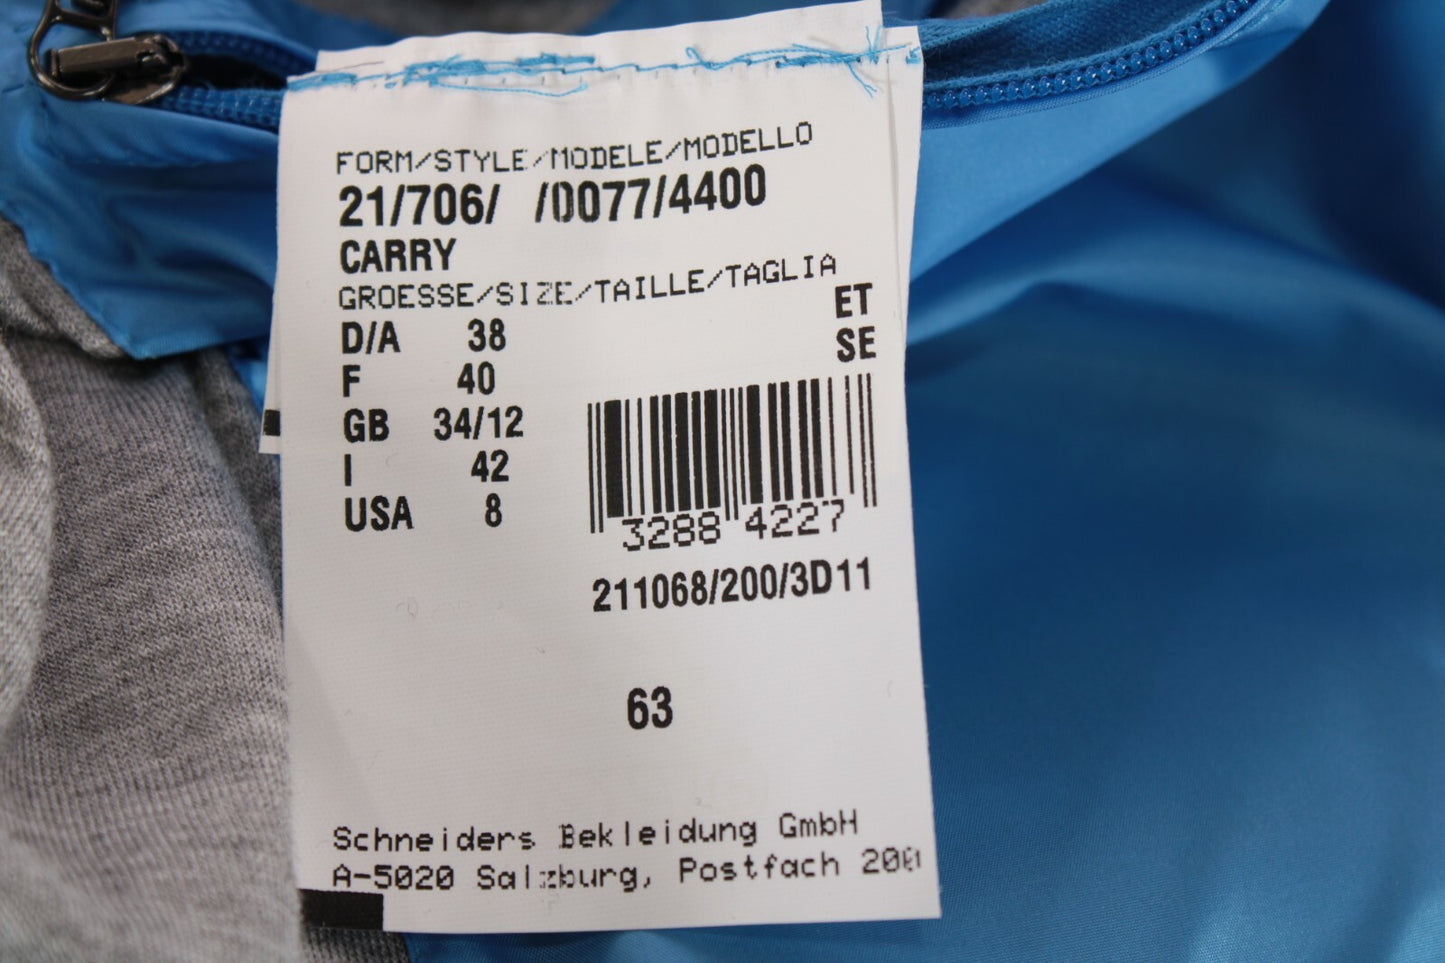 FORM/STYLE/MODELE/MODELLO
21/706/ /0077/4400
CARRY
GROESSE/SIZE/TAILLE/TAGLIA
D/A 38 ET
F 40 SE
GB 34/12
I 42
USA 8
3288 4227
211068/200/3D11
63
Schneiders Bekleidung GmbH
A-5020 Salzburg, Postfach